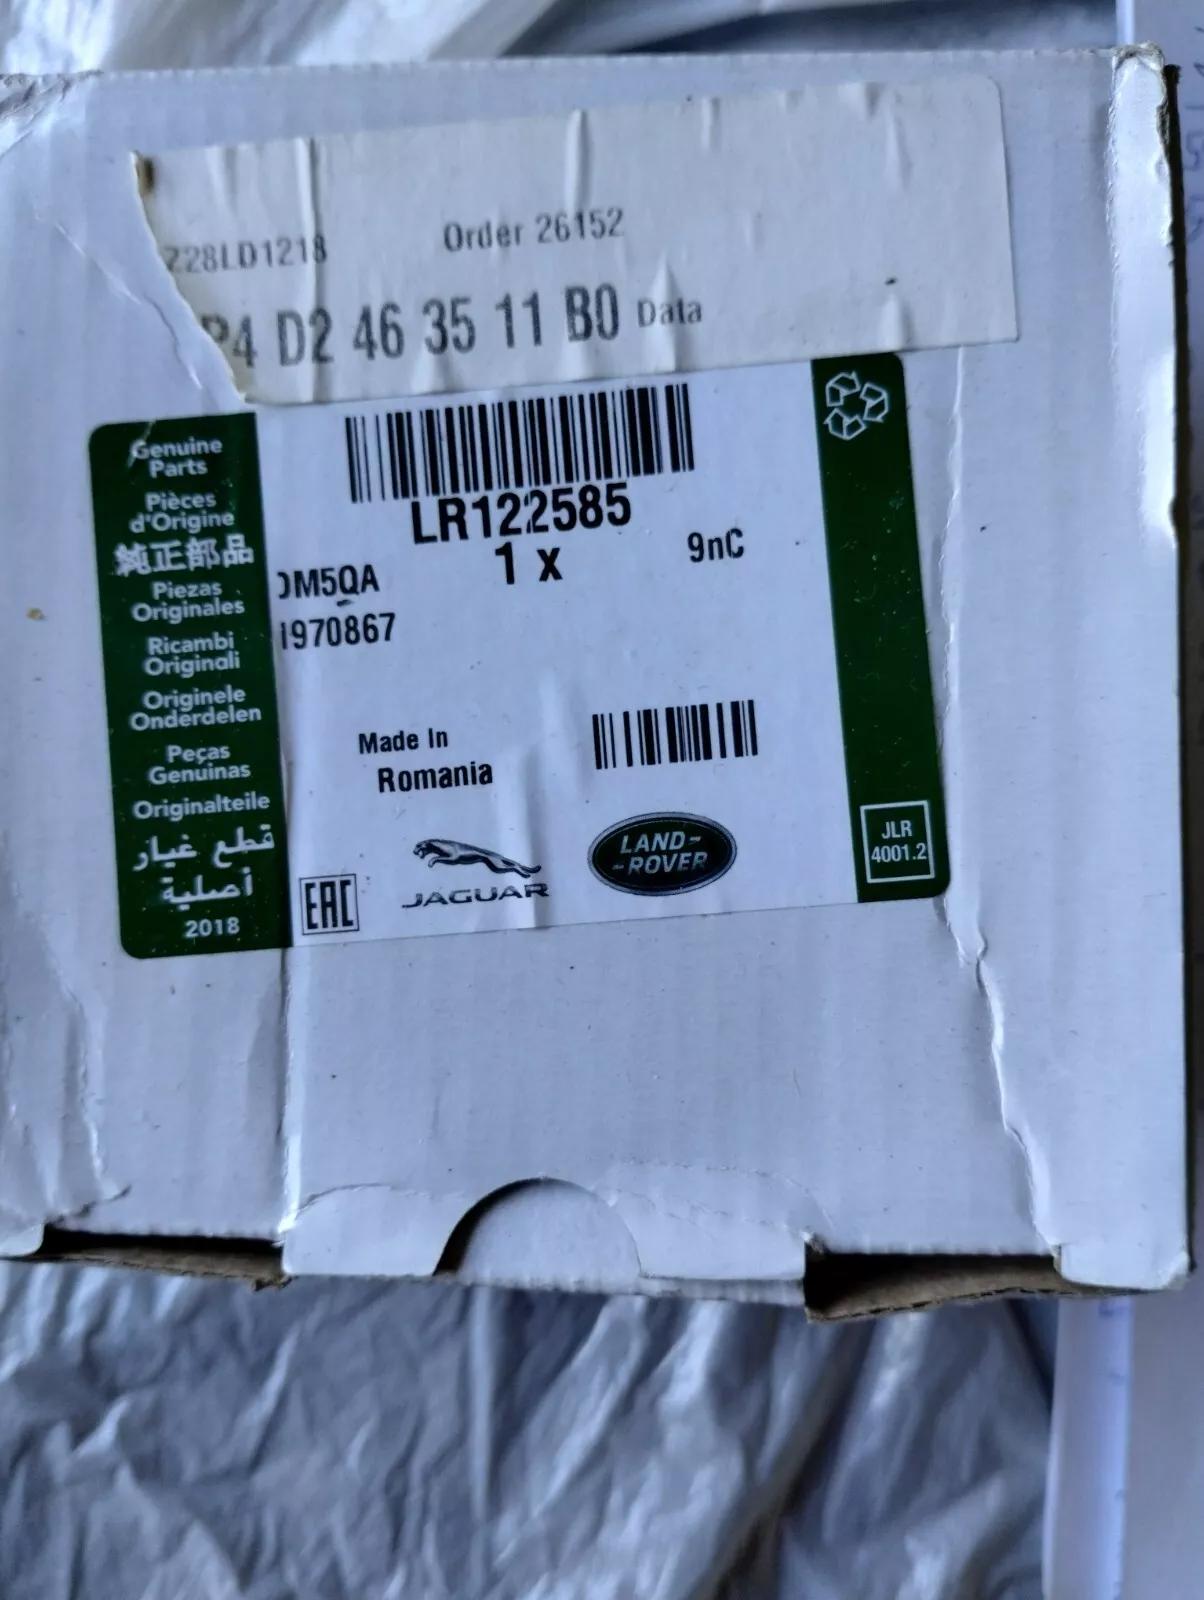 Z28LD1218 Order 26152
P4 D2 46 35 11 B0 Data
Genuine
Parts
Pièces
d'Origine
純正部品
Piezas
Originales
Ricambi
Originali
Originele
Onderdelen
Peças
Genuinas
Originalteile
قطع غيار
أصلية
2018
LR122585
1 x
9nC
DM5QA
1970867
Made In
Romania
EAC
JAGUAR
LAND-
-ROVER
JLR
4001.2